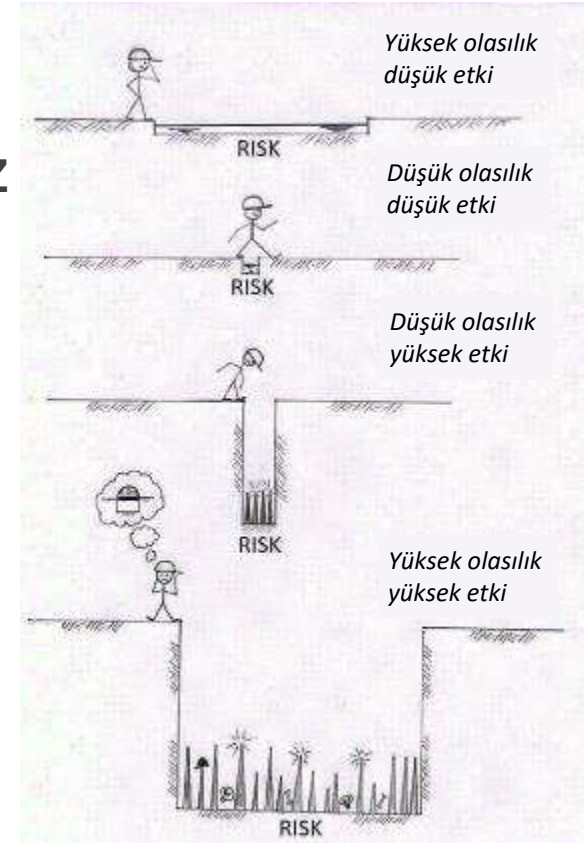 Yüksek olasılık
düşük etki
RISK
Z
Düşük olasılık
düşük etki
RISK
Düşük olasılık
yüksek etki
RISK
Yüksek olasılık
yüksek etki
RISK